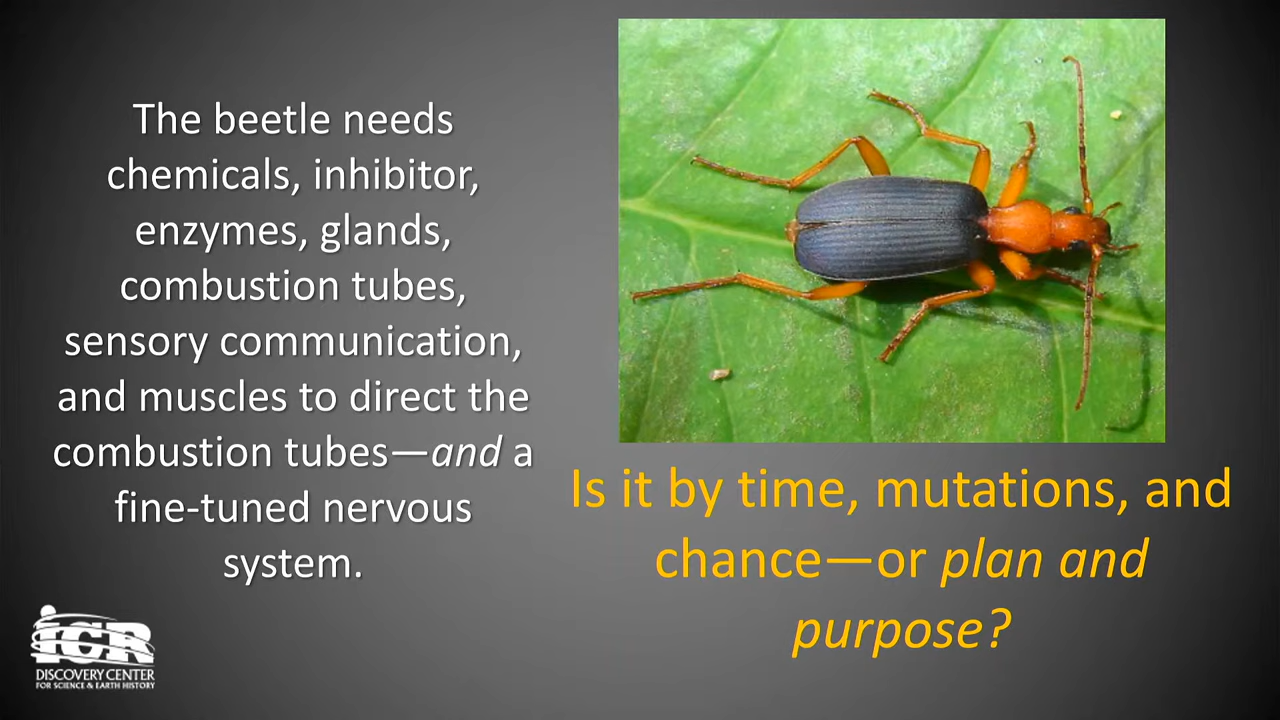 The beetle needs
chemicals, inhibitor,
enzymes, glands,
combustion tubes,
sensory communication,
and muscles to direct the
combustion tubes—and a
fine-tuned nervous
system.
Is it by time, mutations, and
chance—or plan and
purpose?
ICR
DISCOVERY CENTER
FOR SCIENCE & EARTH HISTORY